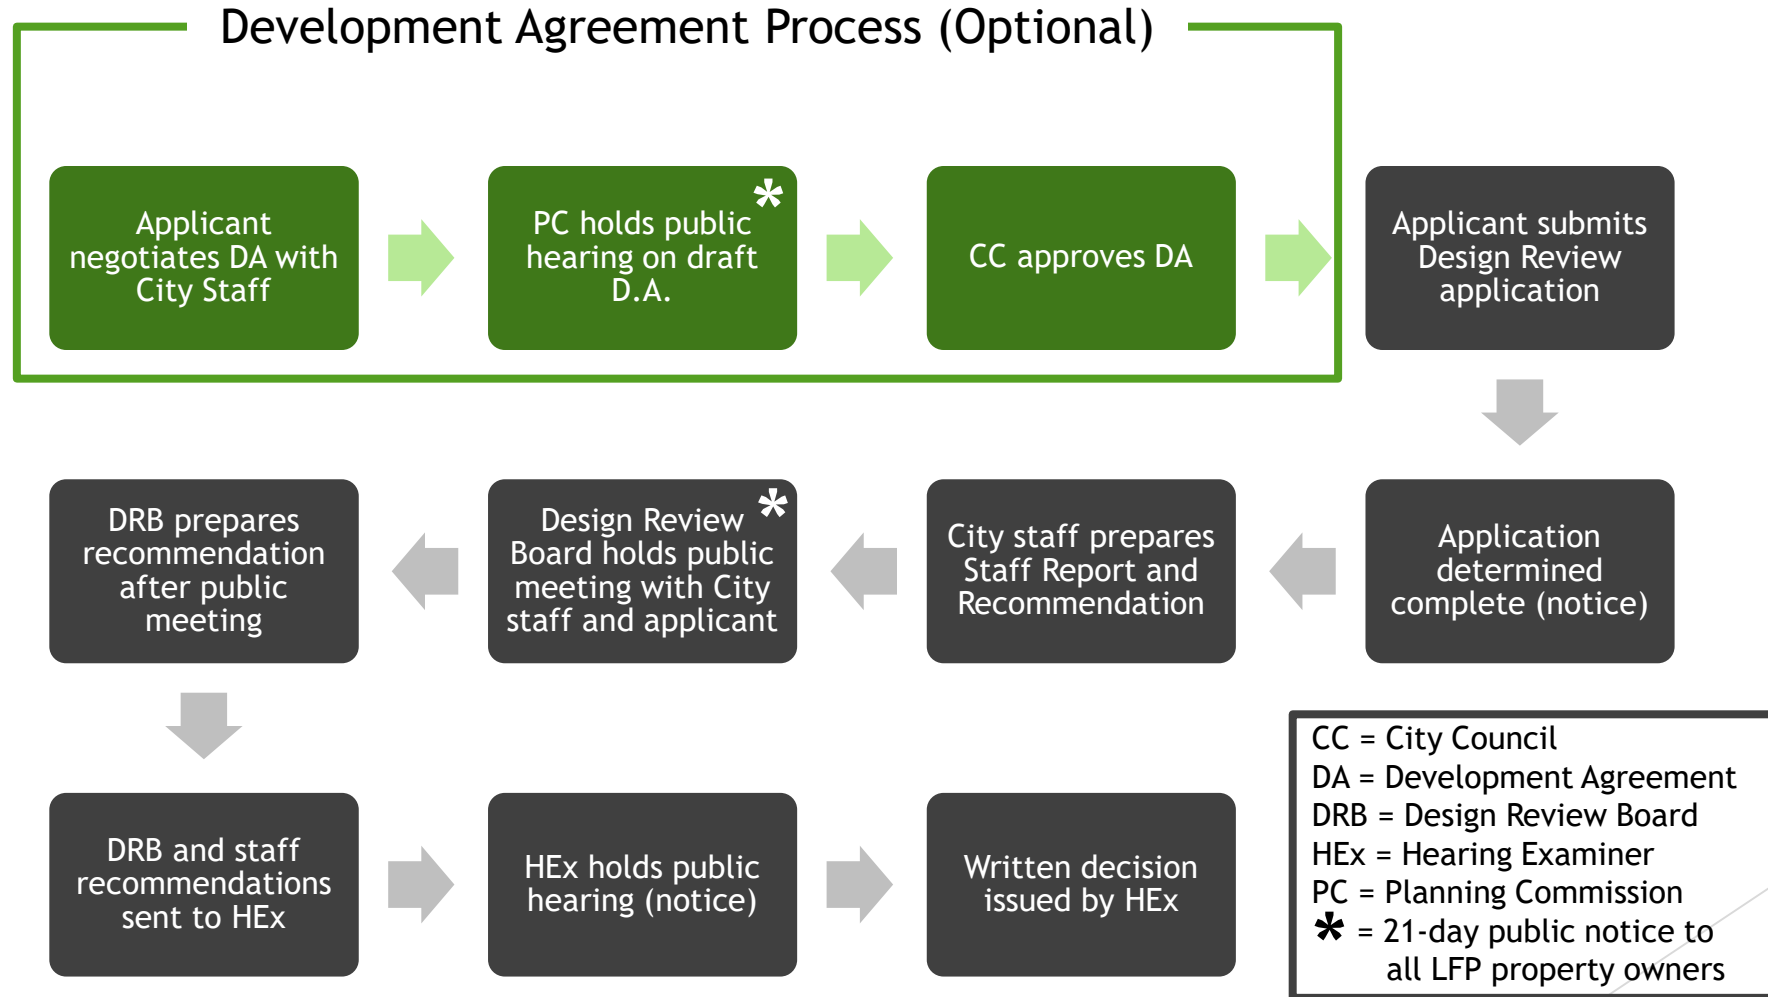 Development Agreement Process (Optional)
Applicant
negotiates DA with
City Staff
*
PC holds public
hearing on draft
D.A.
CC approves DA
Applicant submits
Design Review
application
Application
determined
complete (notice)
City staff prepares
Staff Report and
Recommendation
*
Design Review
Board holds public
meeting with City
staff and applicant
DRB prepares
recommendation
after public
meeting
DRB and staff
recommendations
sent to HEx
HEx holds public
hearing (notice)
Written decision
issued by HEx
CC = City Council
DA = Development Agreement
DRB = Design Review Board
HEx = Hearing Examiner
PC = Planning Commission
* = 21-day public notice to
all LFP property owners